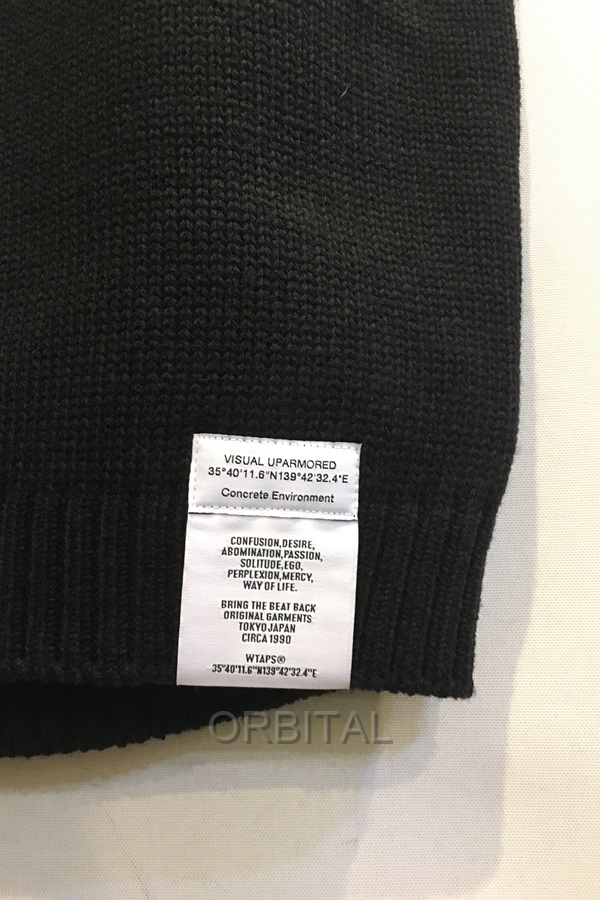 VISUAL UPARMORED
35°40'11.6"N139°42'32.4"E
Concrete Environment
CONFUSION,DESIRE,
ABOMINATION,PASSION,
SOLITUDE,EGO,
PERPLEXION,MERCY,
WAY OF LIFE.
BRING THE BEAT BACK
ORIGINAL GARMENTS
TOKYO JAPAN
CIRCA 1990
WTAPS®
35°40'11.6"N139°42'32.4"E
ORBITAL